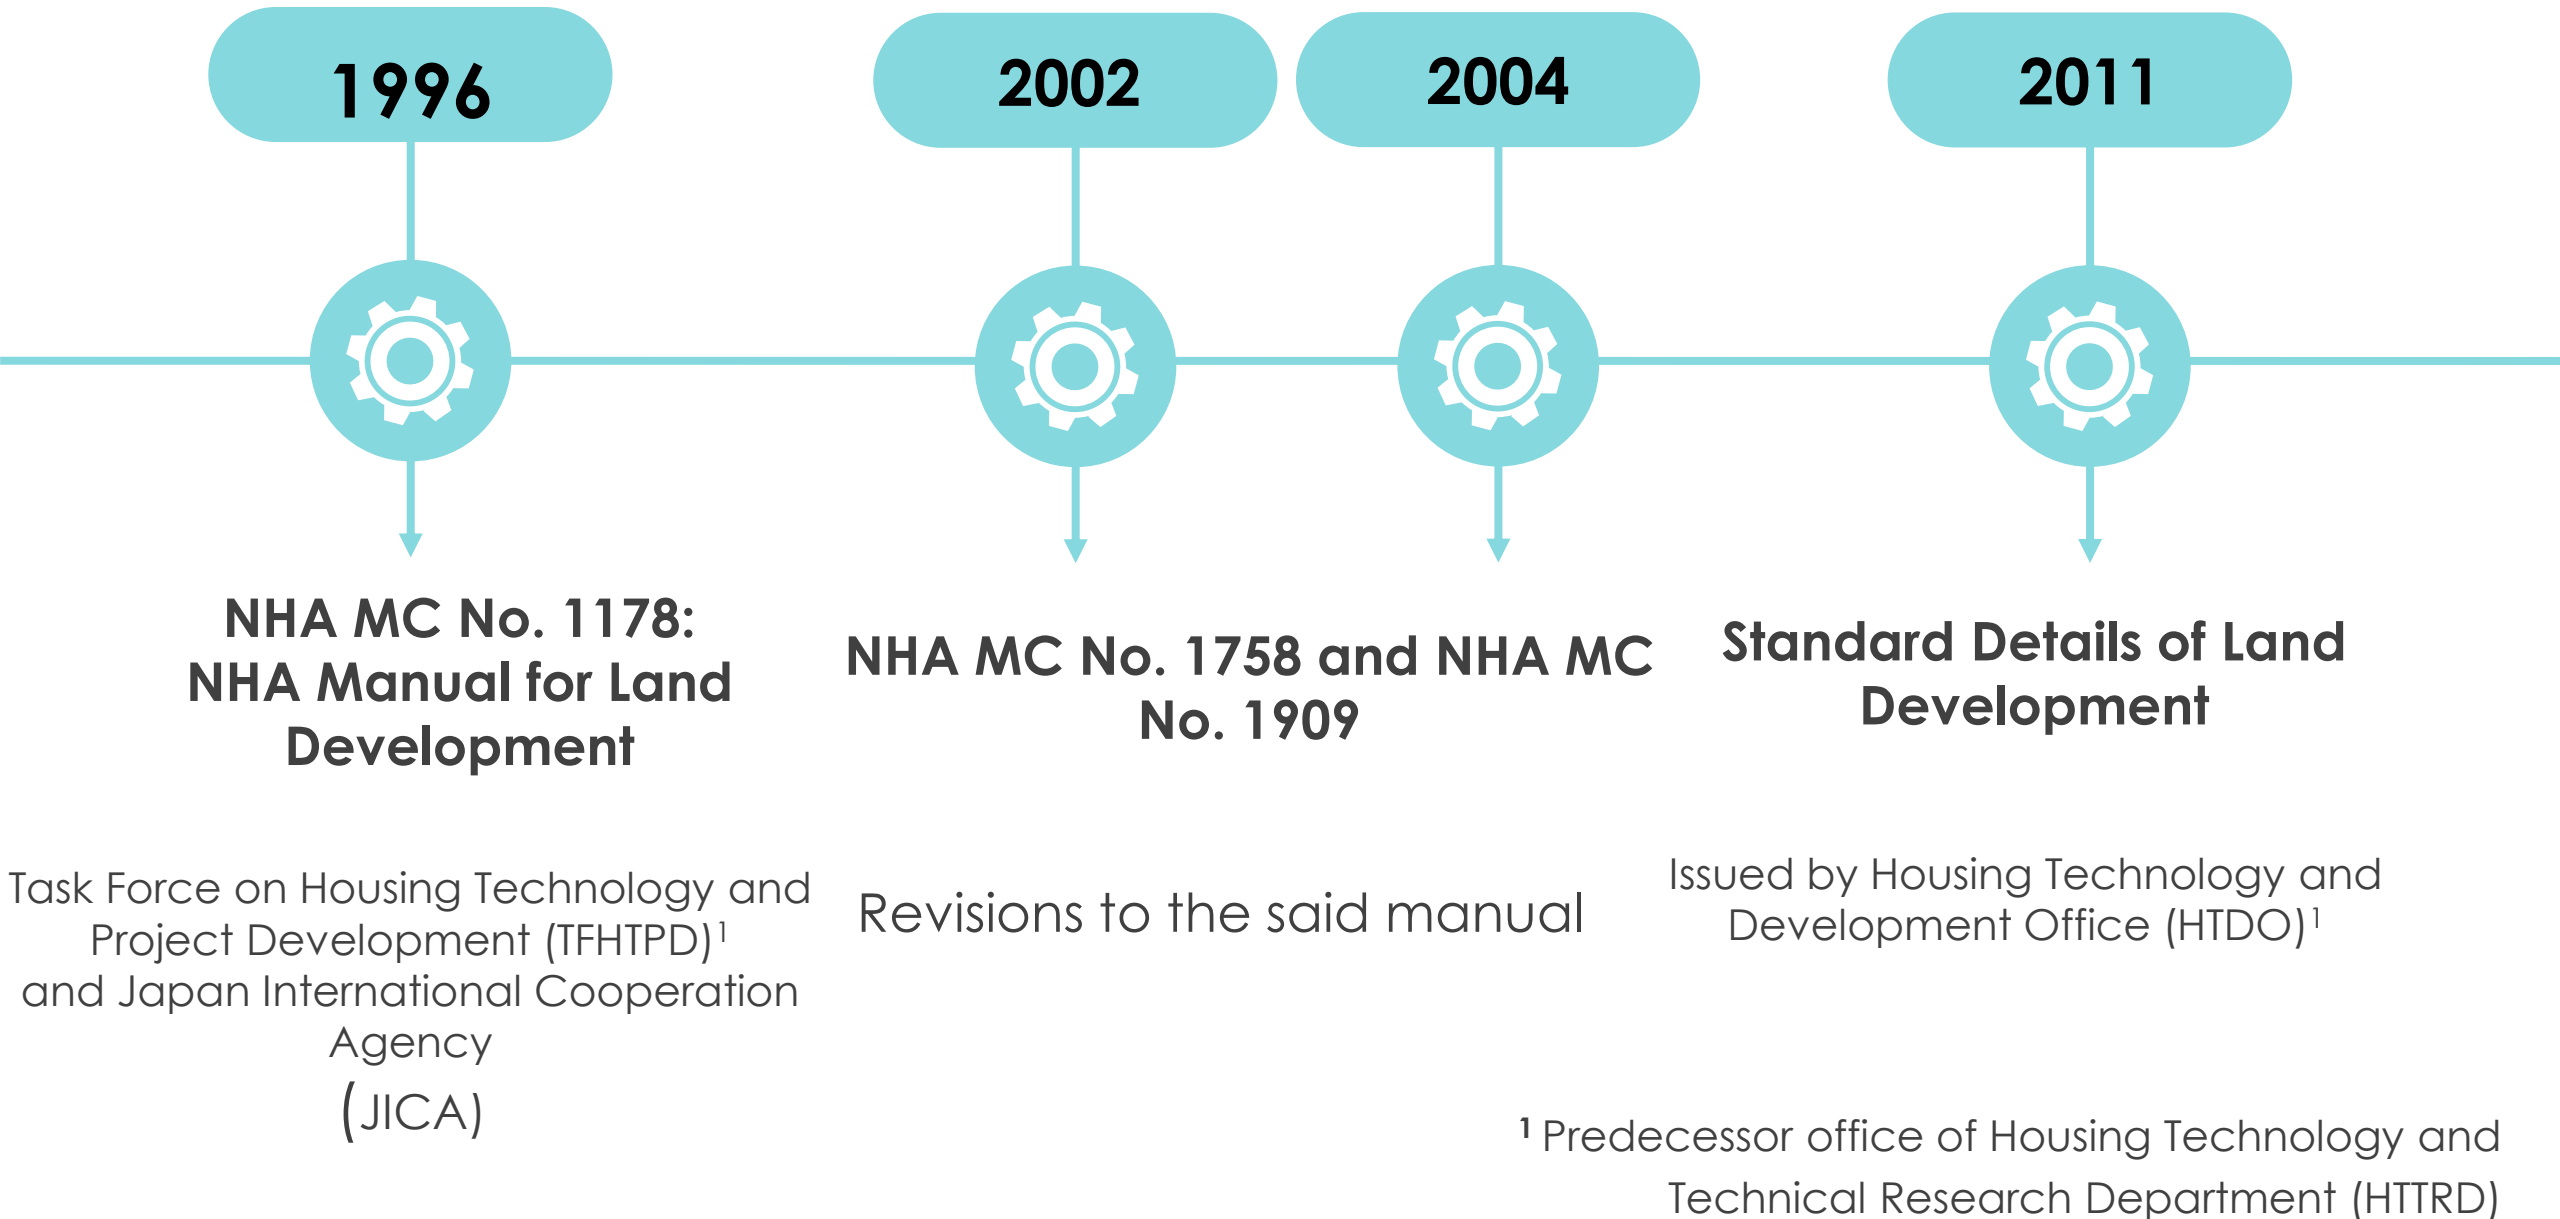 1996
2002
2004
2011
NHA MC No. 1178:
NHA Manual for Land
Development
Task Force on Housing Technology and
Project Development (TFHTPD)¹
and Japan International Cooperation
Agency
(JICA)
NHA MC No. 1758 and NHA MC
No. 1909
Revisions to the said manual
Standard Details of Land
Development
Issued by Housing Technology and
Development Office (HTDO)¹
¹ Predecessor office of Housing Technology and
Technical Research Department (HTTRD)